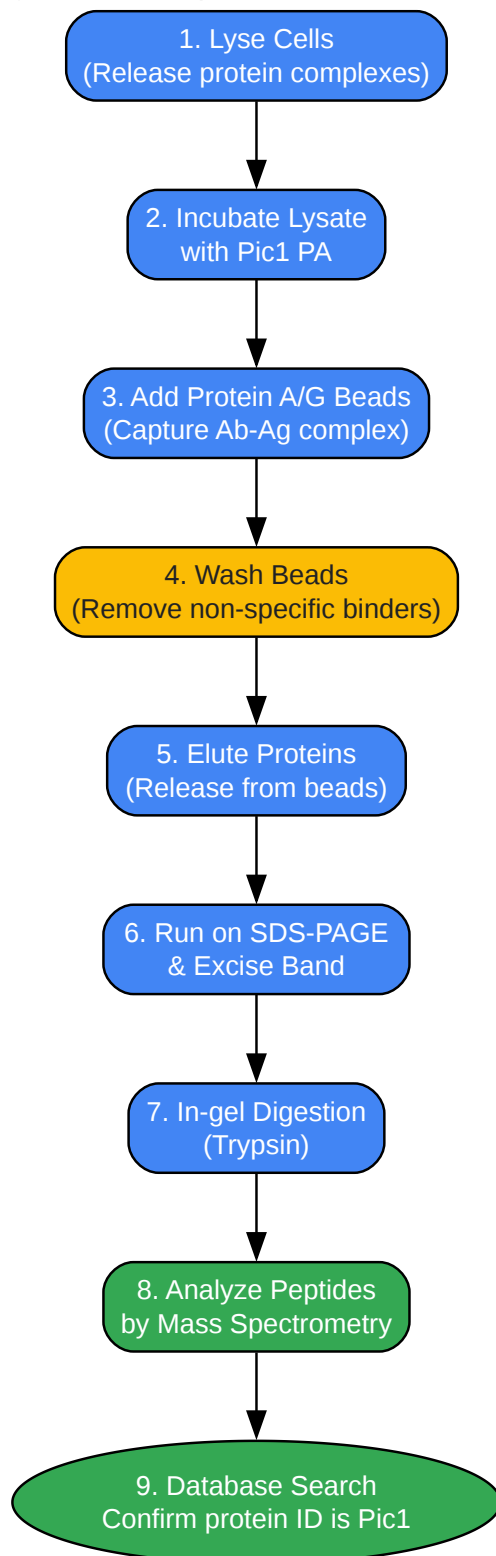 1. Lyse Cells
(Release protein complexes)
2. Incubate Lysate
with Pic1 PA
3. Add Protein A/G Beads
(Capture Ab-Ag complex)
4. Wash Beads
(Remove non-specific binders)
5. Elute Proteins
(Release from beads)
6. Run on SDS-PAGE
& Excise Band
7. In-gel Digestion
(Trypsin)
8. Analyze Peptides
by Mass Spectrometry
9. Database Search
Confirm protein ID is Pic1